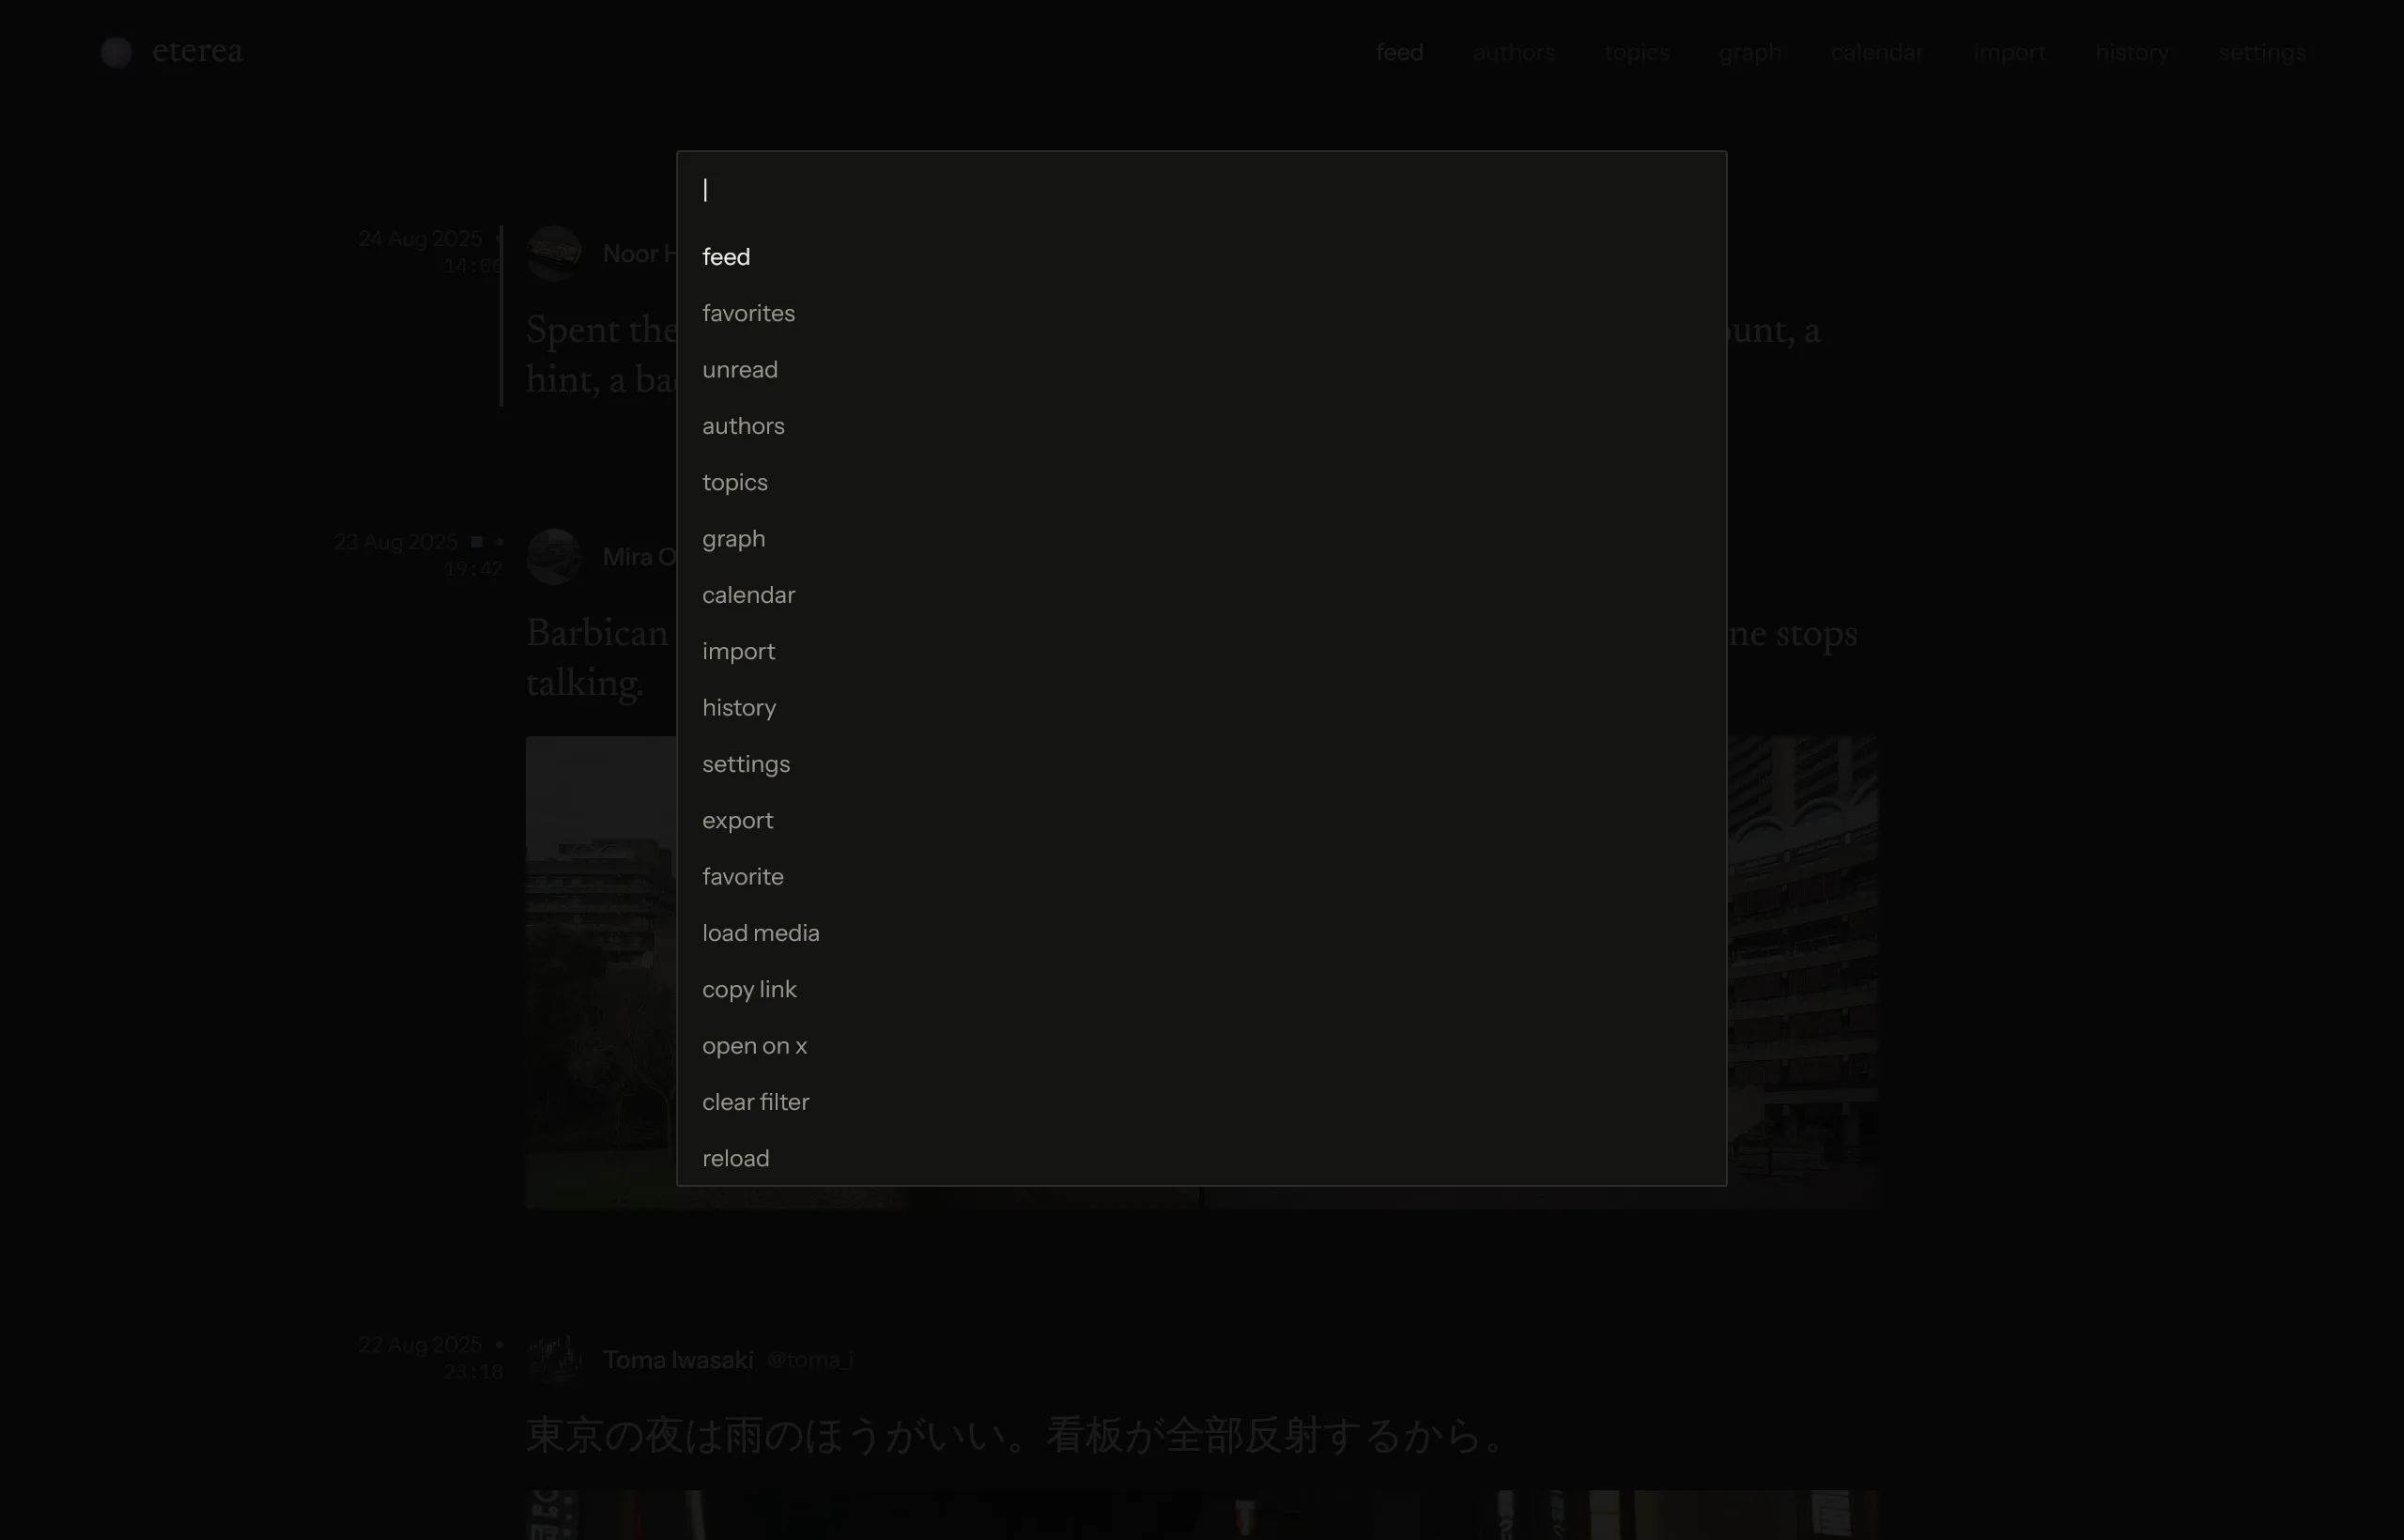 eterea
feed authors topics graph calendar import history settings
24 Aug 2025
14:06
Noor
Spent the
ount, a
hint, a
23 Aug 2025
19:42
Mira
Barbican
ne stops
talking.
feed
favorites
unread
authors
topics
graph
calendar
import
history
settings
export
favorite
load media
copy link
open on x
clear filter
reload
22 Aug 2025
23:18
Toma Iwasaki @toma_i
東京の夜は雨のほうがいい。看板が全部反射するから。